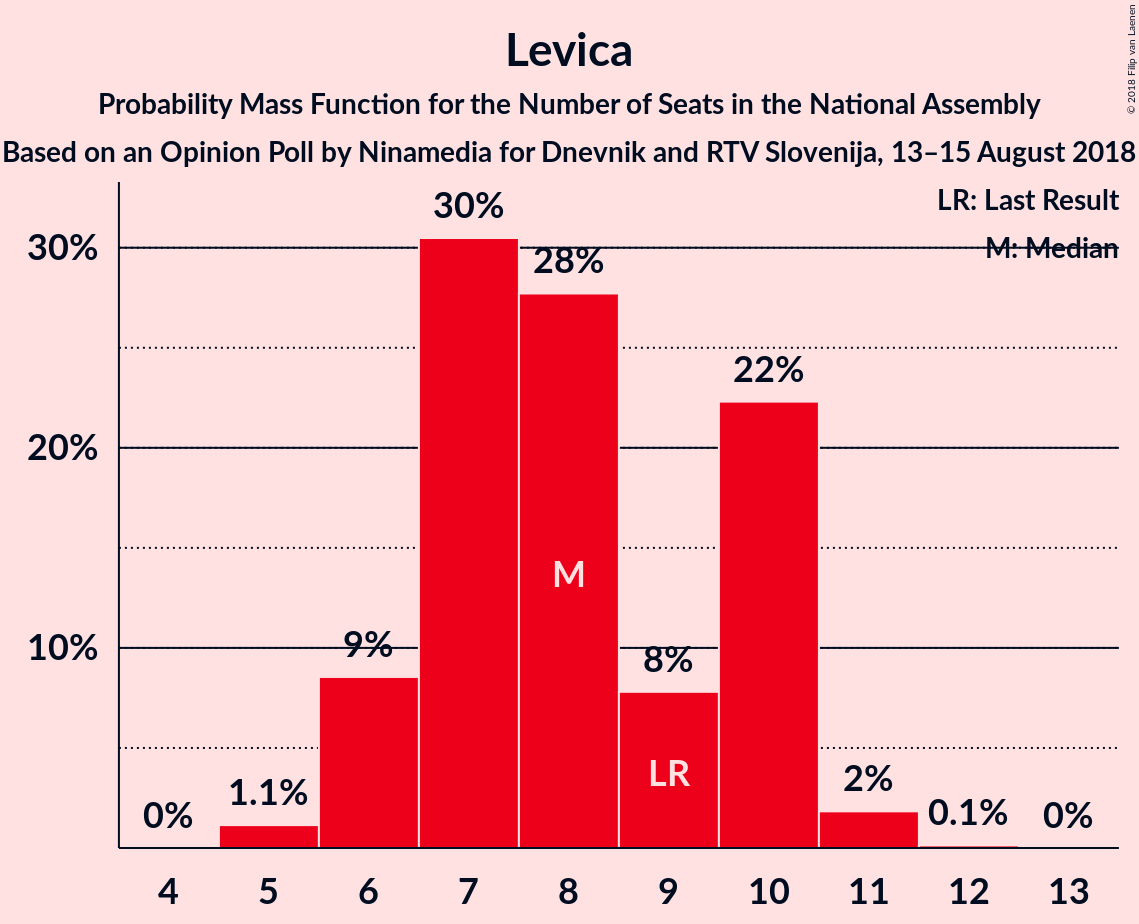 Levica
Probability Mass Function for the Number of Seats in the National Assembly
Based on an Opinion Poll by Ninamedia for Dnevnik and RTV Slovenija, 13–15 August 2018
© 2018 Filip van Laenen
LR: Last Result
M: Median
30%
20%
10%
0%
1.1%
9%
30%
28%
8%
22%
2%
0.1%
0%
M
LR
4 5 6 7 8 9 10 11 12 13